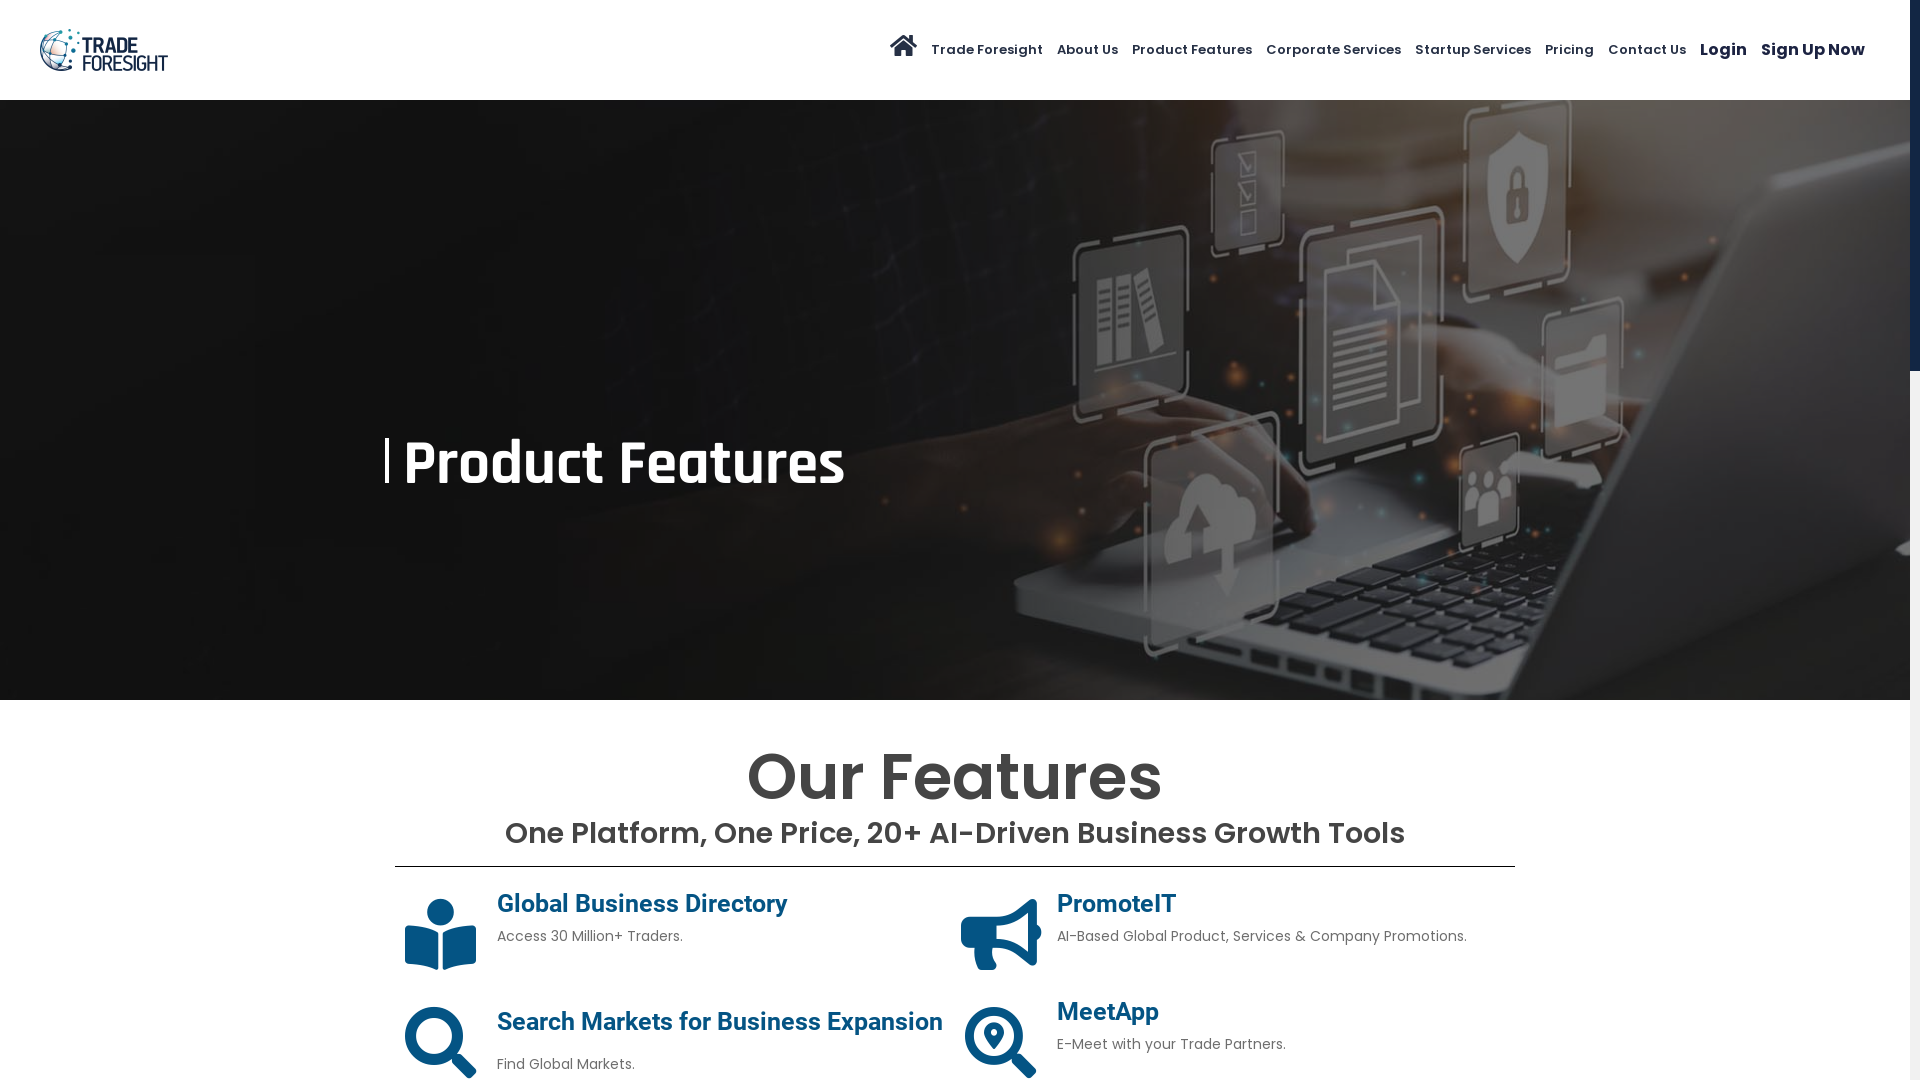 TRADE
FORESIGHT
Trade Foresight
About Us
Product Features
Corporate Services
Startup Services
Pricing
Contact Us
Login
Sign Up Now
Product Features
Our Features
One Platform, One Price, 20+ AI-Driven Business Growth Tools
Global Business Directory
Access 30 Million+ Traders.
PromoteIT
AI-Based Global Product, Services & Company Promotions.
Search Markets for Business Expansion
Find Global Markets.
MeetApp
E-Meet with your Trade Partners.